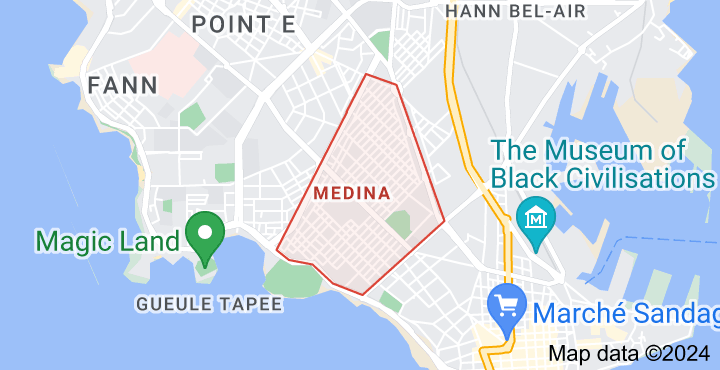 POINT E
HANN BEL-AIR
FANN
The Museum of
Black Civilisations
MEDINA
Magic Land
GUEULE TAPEE
Marché Sandag
Map data ©2024